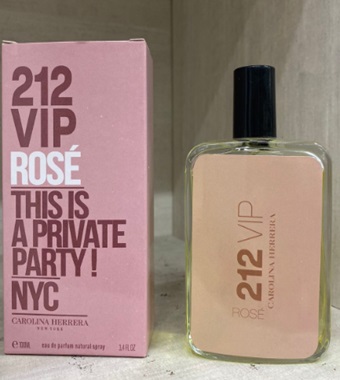 212
VIP
ROSÉ
THIS IS
A PRIVATE
PARTY !
NYC
CAROLINA HERRERA
NEW YORK
e 100ml eau de parfum natural spray 3.4 fl oz
212 VIP
ROSÉ
CAROLINA HERRERA